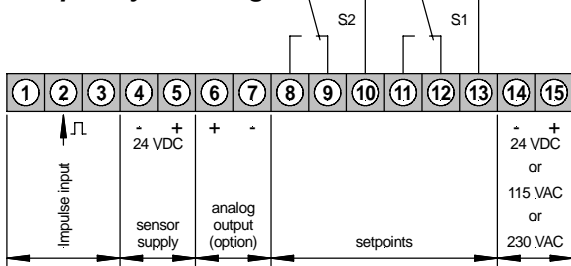 S2
S1
1 2 3 4 5 6 7 8 9 10 11 12 13 14 15
- + + - - +
24 VDC
24 VDC
or
115 VAC
or
230 VAC
Impulse input
sensor
supply
analog
output
(option)
setpoints